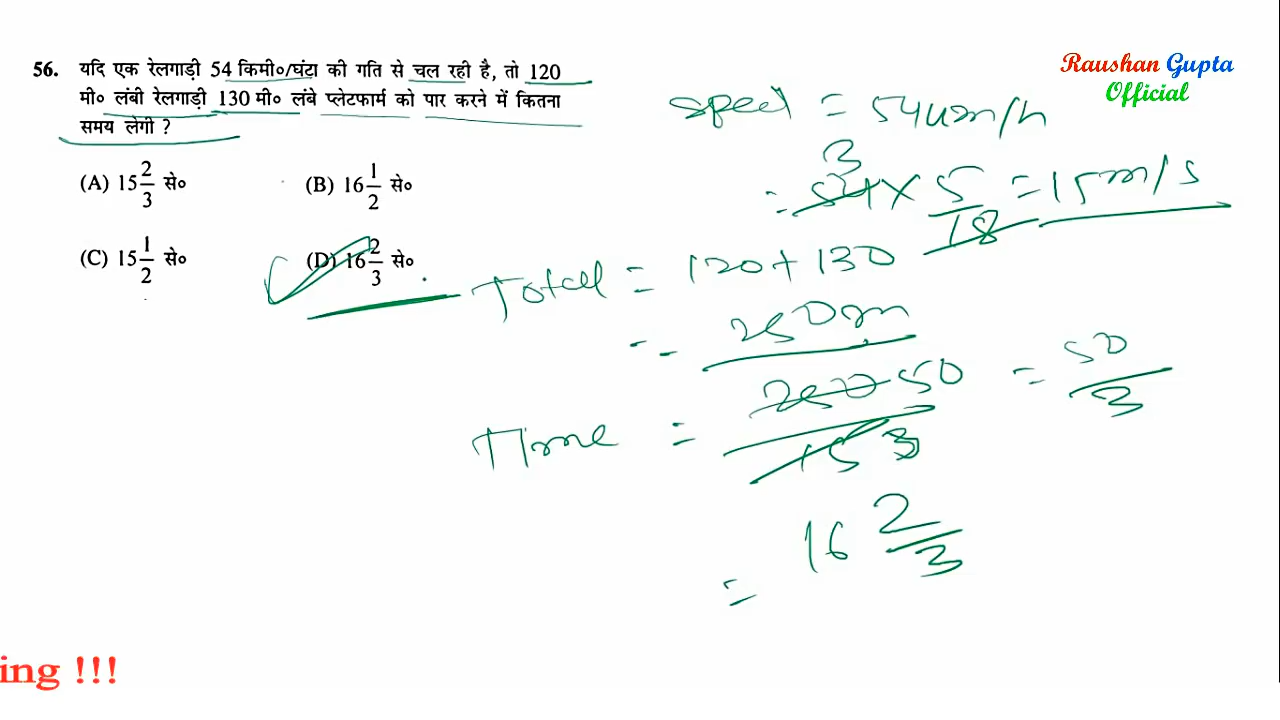 Raushan Gupta
Official
56. यदि एक रेलगाड़ी 54 किमी०/घंटा की गति से चल रही है, तो 120
मी० लंबी रेलगाड़ी 130 मी० लंबे प्लेटफार्म को पार करने में कितना
समय लेगी ?
(A) 15 2/3 से०
(B) 16 1/2 से०
(C) 15 1/2 से०
(D) 16 2/3 से०
speed = 54km/h
= 54 3 × 5/18 = 15m/s
Total = 120+130
= 250m
Time = 250 50/15 3 = 50/3
= 16 2/3
ing !!!